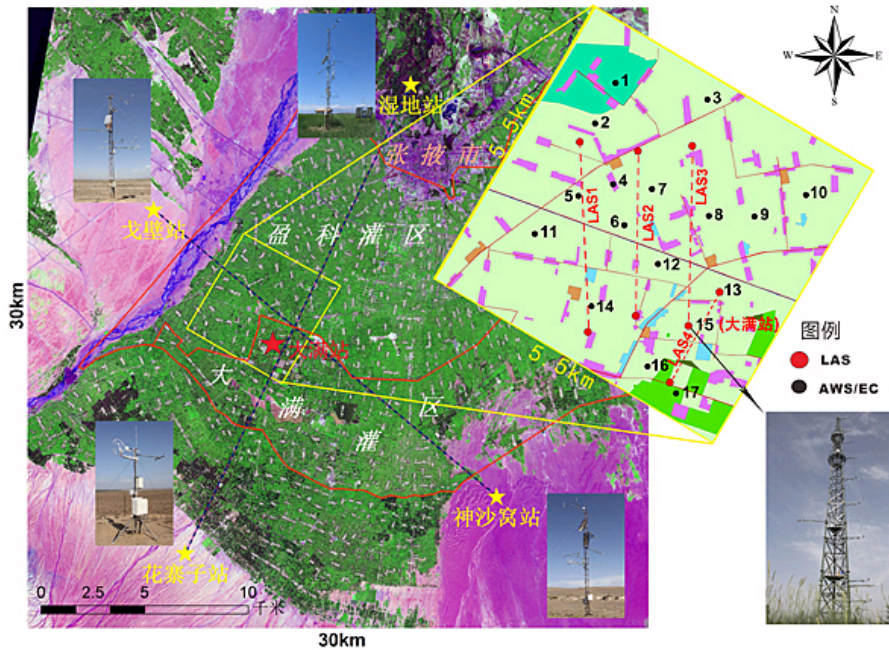 N
W
E
S
湿地站
张掖市
戈壁站
盈科灌区
大满站
大满灌区
神沙窝站
花寨子站
30km
0 2.5 5 10
千米
30km
5.5km
5.5km
1
2
3
4
5
6
7
8
9
10
11
12
13
14
15 (大满站)
16
17
LAS1
LAS2
LAS3
LAS4
图例
LAS
AWS/EC